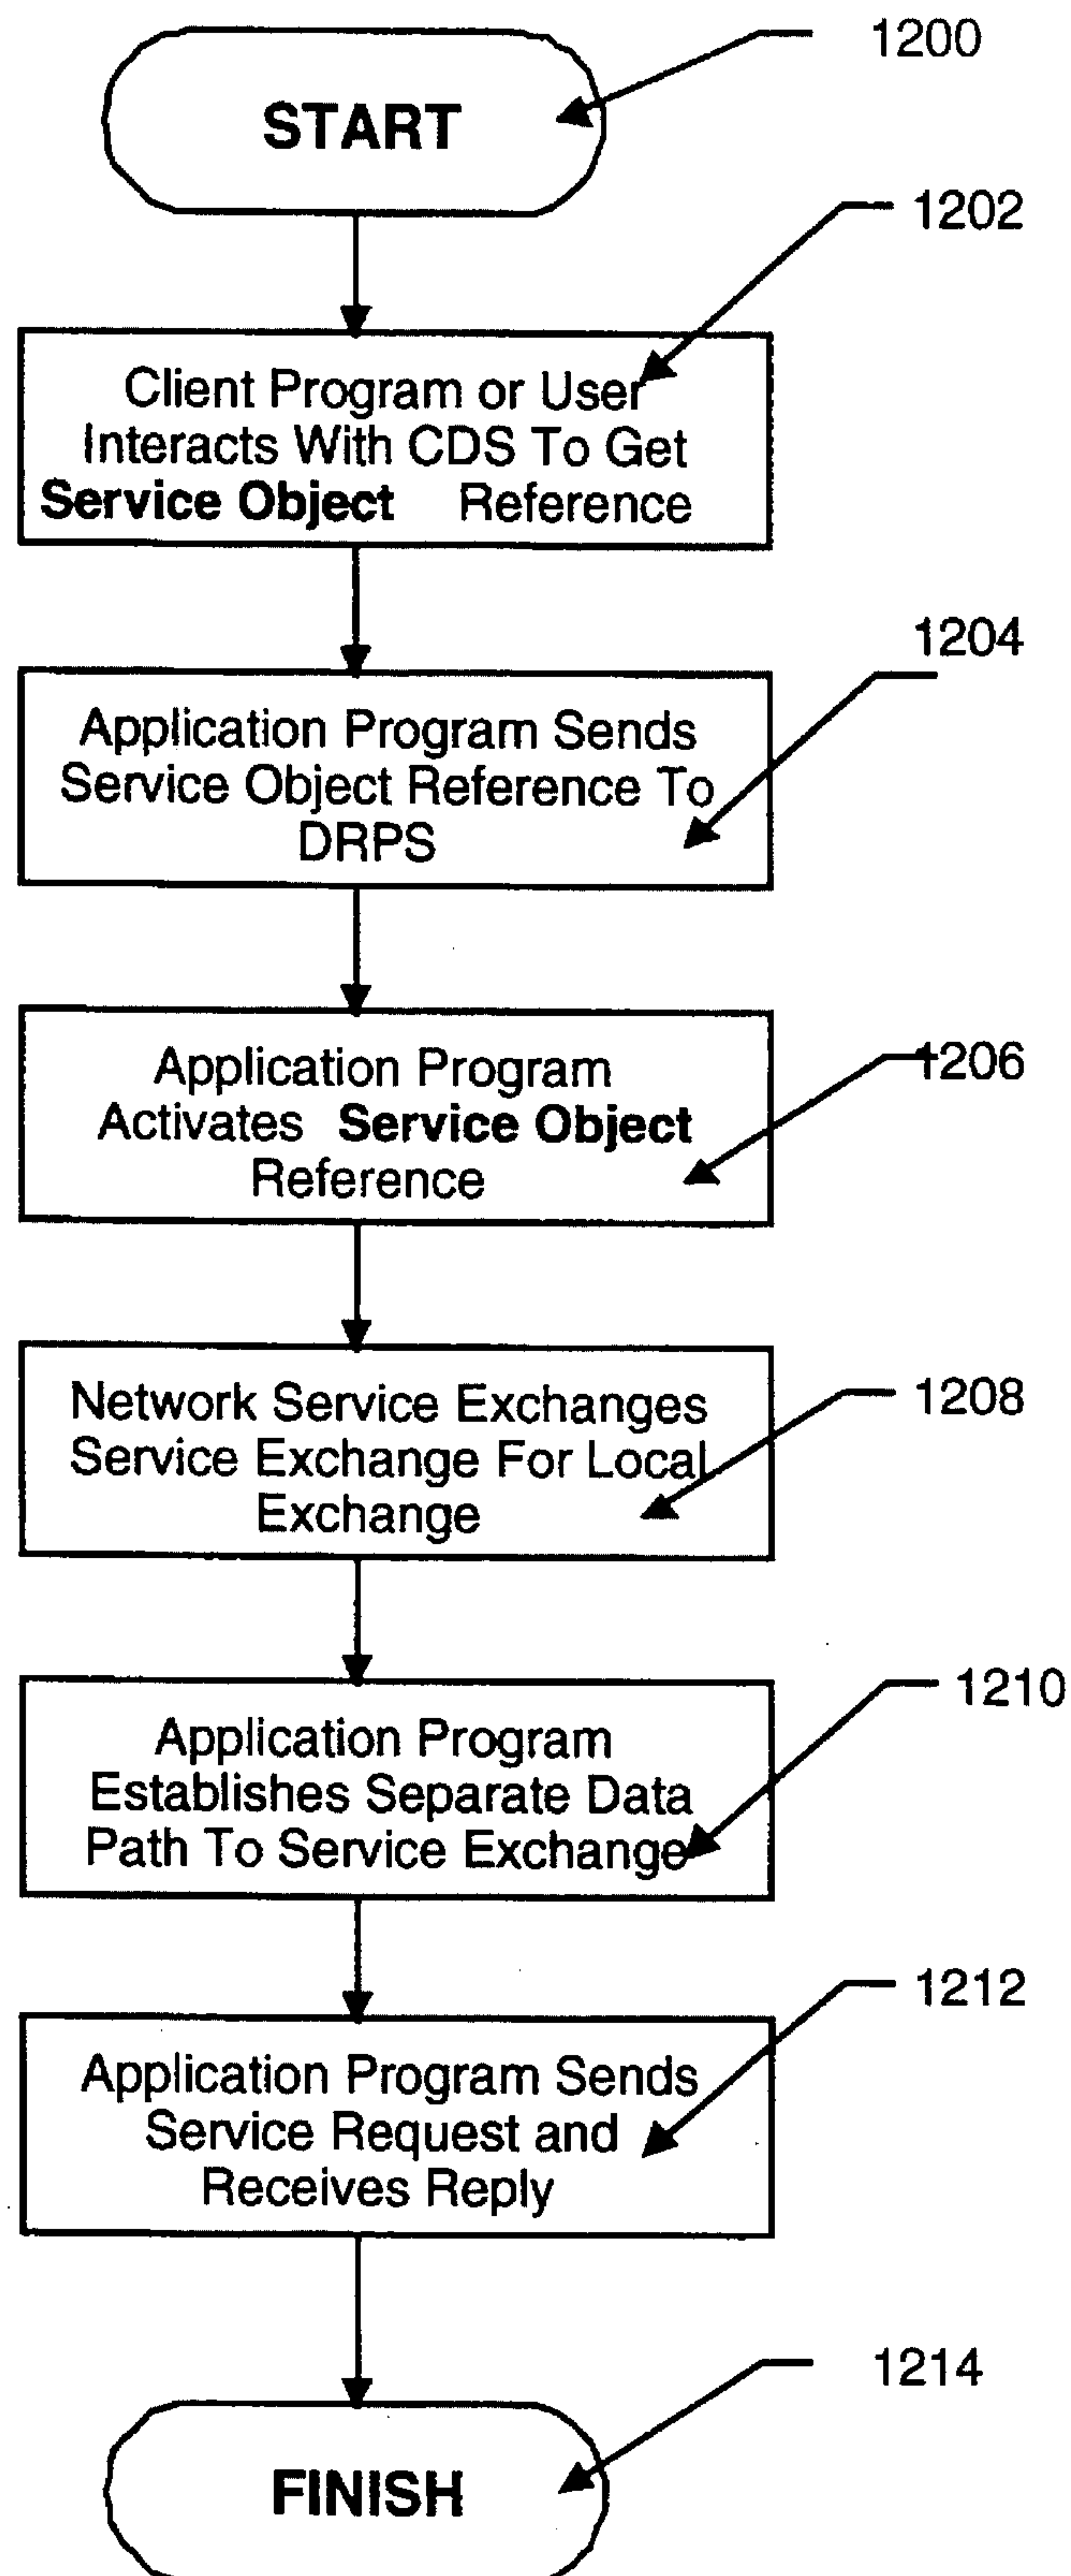 1200
START
1202
Client Program or User
Interacts With CDS To Get
Service Object Reference
1204
Application Program Sends
Service Object Reference To
DRPS
1206
Application Program
Activates Service Object
Reference
1208
Network Service Exchanges
Service Exchange For Local
Exchange
1210
Application Program
Establishes Separate Data
Path To Service Exchange
1212
Application Program Sends
Service Request and
Receives Reply
1214
FINISH